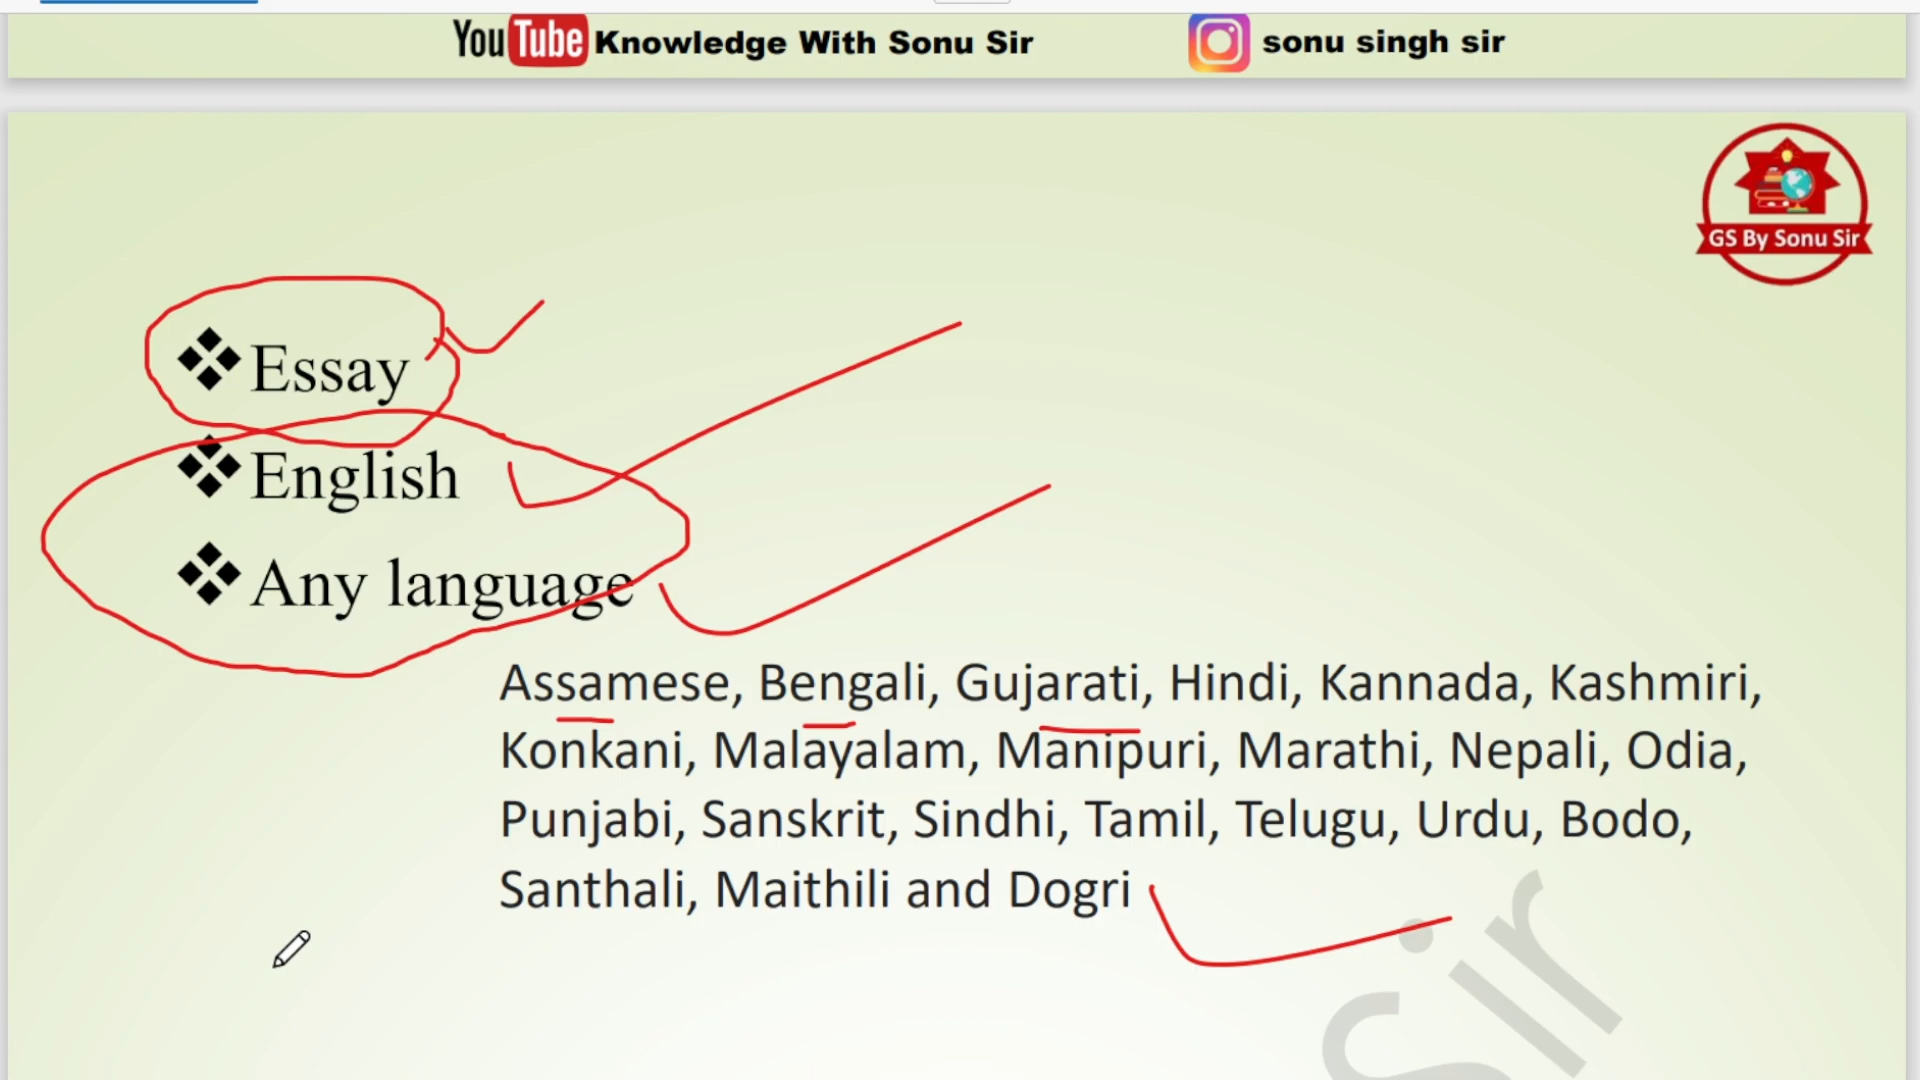 YouTube Knowledge With Sonu Sir
sonu singh sir
GS By Sonu Sir
Essay
English
Any language
Assamese, Bengali, Gujarati, Hindi, Kannada, Kashmiri,
Konkani, Malayalam, Manipuri, Marathi, Nepali, Odia,
Punjabi, Sanskrit, Sindhi, Tamil, Telugu, Urdu, Bodo,
Santhali, Maithili and Dogri
Sir